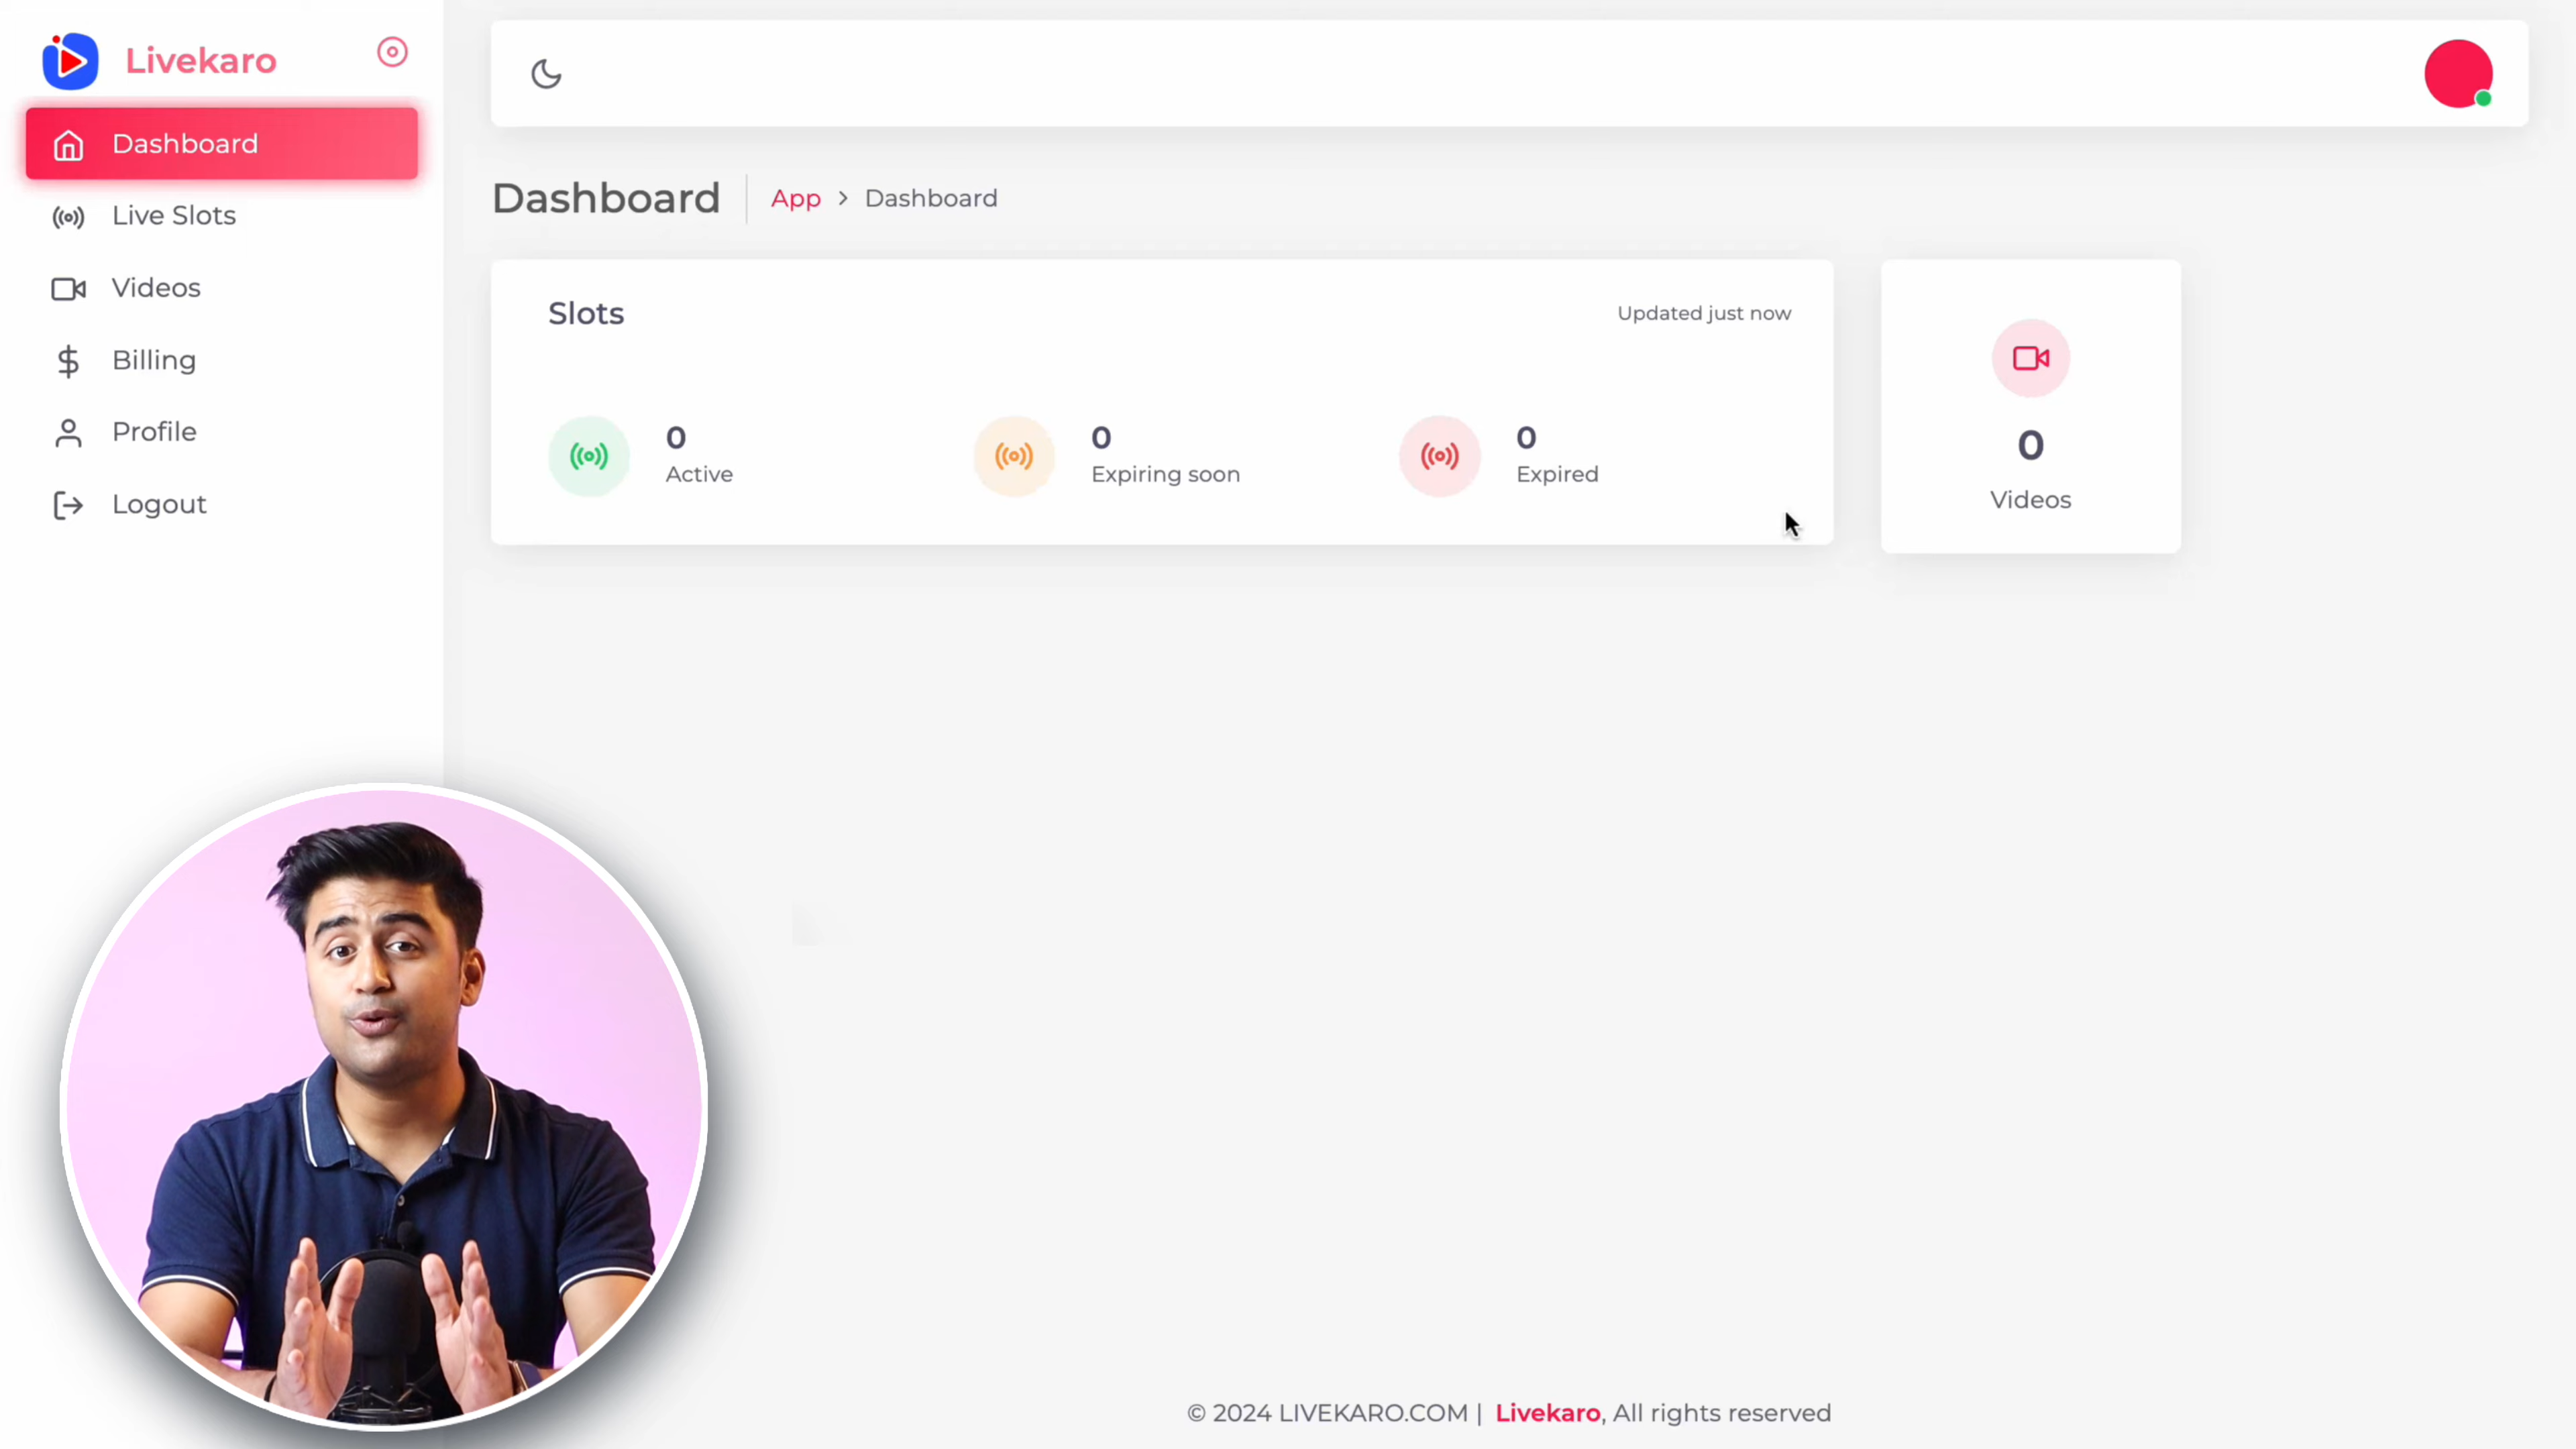 Livekaro
Dashboard
Live Slots
Videos
Billing
Profile
Logout
Dashboard App > Dashboard
Slots Updated just now
0
Active
0
Expiring soon
0
Expired
0
Videos
© 2024 LIVEKARO.COM | Livekaro, All rights reserved